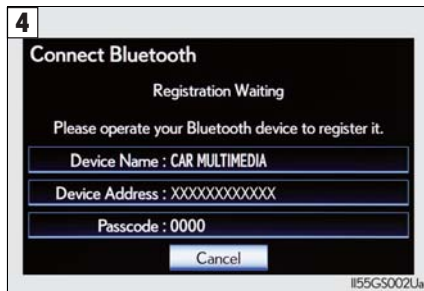 4
Connect Bluetooth
Registration Waiting
Please operate your Bluetooth device to register it.
Device Name : CAR MULTIMEDIA
Device Address : XXXXXXXXXXXX
Passcode : 0000
Cancel
II55GS002Ua